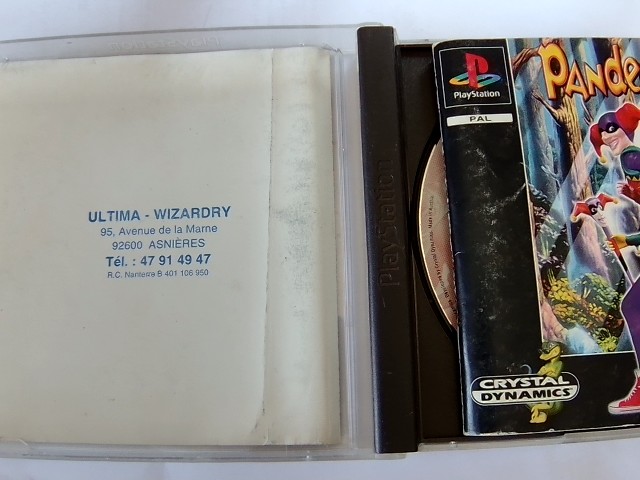 ULTIMA - WIZARDRY
95, Avenue de la Marne
92600 ASNIÈRES
Tél. : 47 91 49 47
R.C. Nanterre B 401 106 950
PlayStation
PlayStation
PAL
PANDE
CRYSTAL
DYNAMICS